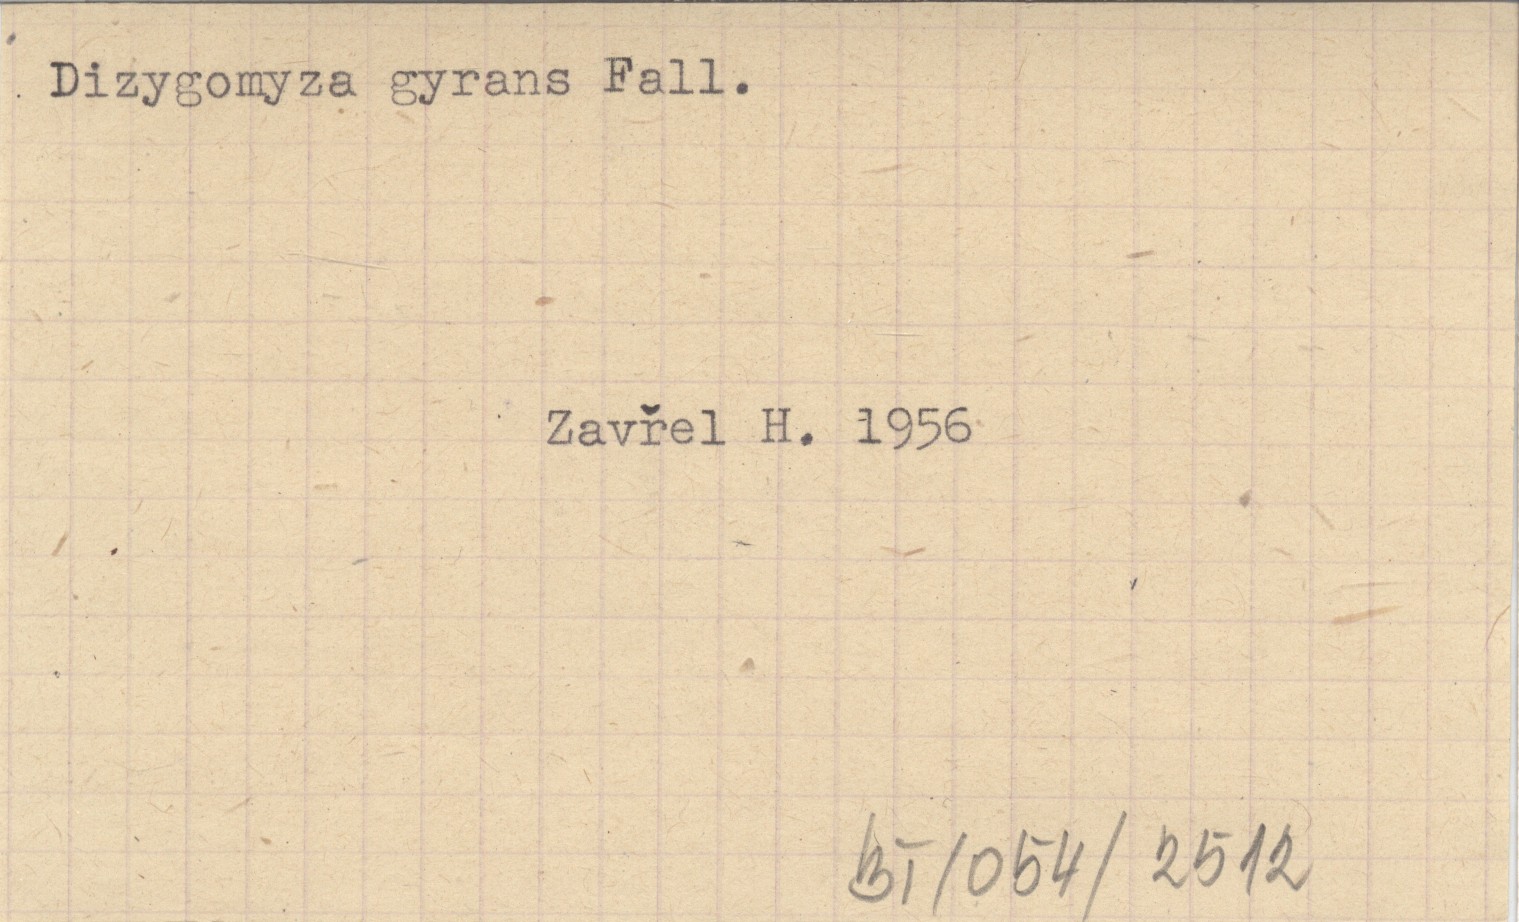 Dizygomyza gyrans Fall.
Zavřel H. 1956
BI/054/2512